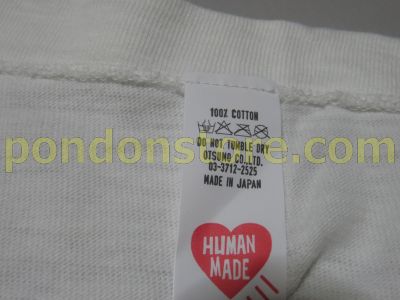 100% COTTON
DO NOT TUMBLE DRY
OTSUMO CO.,LTD.
03-3712-2525
MADE IN JAPAN
pondonstore.com
HUMAN
MADE